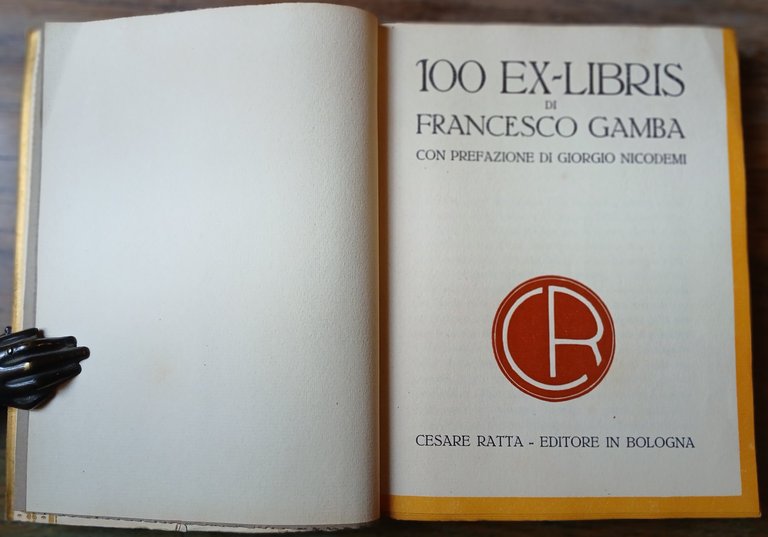 100 EX-LIBRIS
DI
FRANCESCO GAMBA
CON PREFAZIONE DI GIORGIO NICODEMI
CR
CESARE RATTA - EDITORE IN BOLOGNA